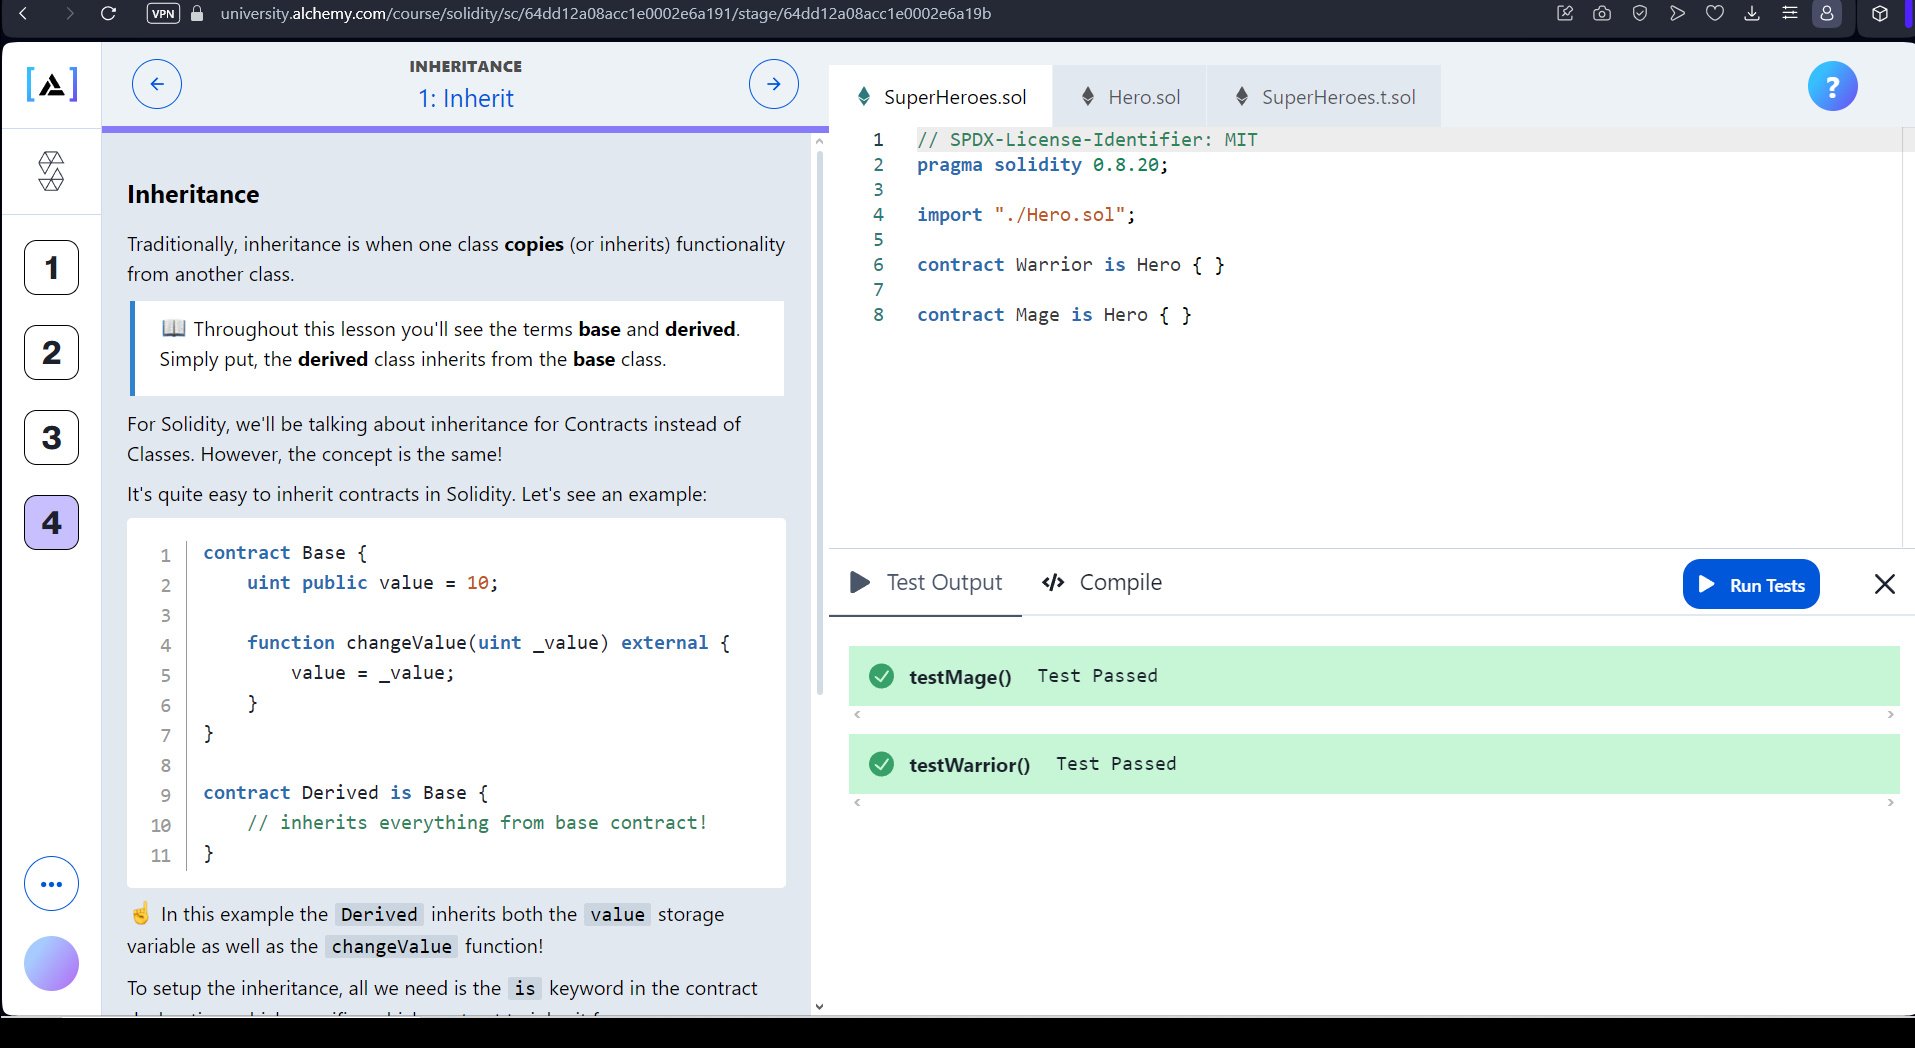 VPN
university.alchemy.com/course/solidity/sc/64dd12a08acc1e0002e6a191/stage/64dd12a08acc1e0002e6a19b
[A]
1
2
3
4
INHERITANCE
1: Inherit
Inheritance
Traditionally, inheritance is when one class copies (or inherits) functionality
from another class.
📖 Throughout this lesson you'll see the terms base and derived.
Simply put, the derived class inherits from the base class.
For Solidity, we'll be talking about inheritance for Contracts instead of
Classes. However, the concept is the same!
It's quite easy to inherit contracts in Solidity. Let's see an example:
1 contract Base {
2 uint public value = 10;
3
4 function changeValue(uint _value) external {
5 value = _value;
6 }
7 }
8
9 contract Derived is Base {
10 // inherits everything from base contract!
11 }
☝️ In this example the Derived inherits both the value storage
variable as well as the changeValue function!
To setup the inheritance, all we need is the is keyword in the contract
SuperHeroes.sol
Hero.sol
SuperHeroes.t.sol
?
1 // SPDX-License-Identifier: MIT
2 pragma solidity 0.8.20;
3
4 import "./Hero.sol";
5
6 contract Warrior is Hero { }
7
8 contract Mage is Hero { }
Test Output
</> Compile
Run Tests
testMage() Test Passed
testWarrior() Test Passed